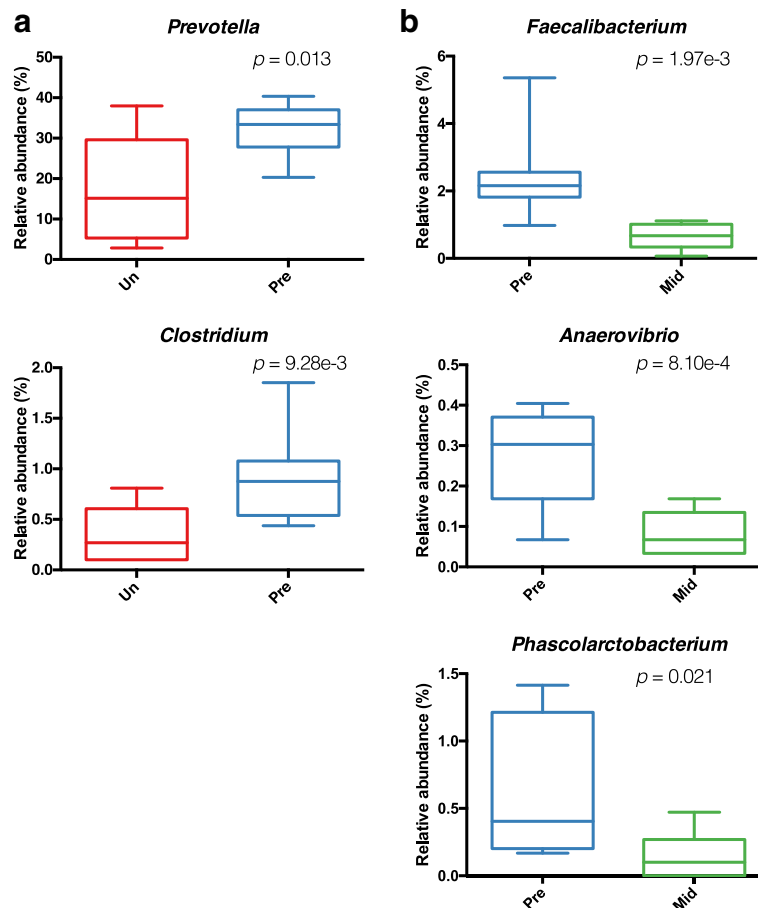 a
Prevotella
p = 0.013
Relative abundance (%)
50
40
30
20
10
0
Un
Pre
Clostridium
p = 9.28e-3
Relative abundance (%)
2.0
1.5
1.0
0.5
0.0
Un
Pre
b
Faecalibacterium
p = 1.97e-3
Relative abundance (%)
6
4
2
0
Pre
Mid
Anaerovibrio
p = 8.10e-4
Relative abundance (%)
0.5
0.4
0.3
0.2
0.1
0.0
Pre
Mid
Phascolarctobacterium
p = 0.021
Relative abundance (%)
1.5
1.0
0.5
0.0
Pre
Mid